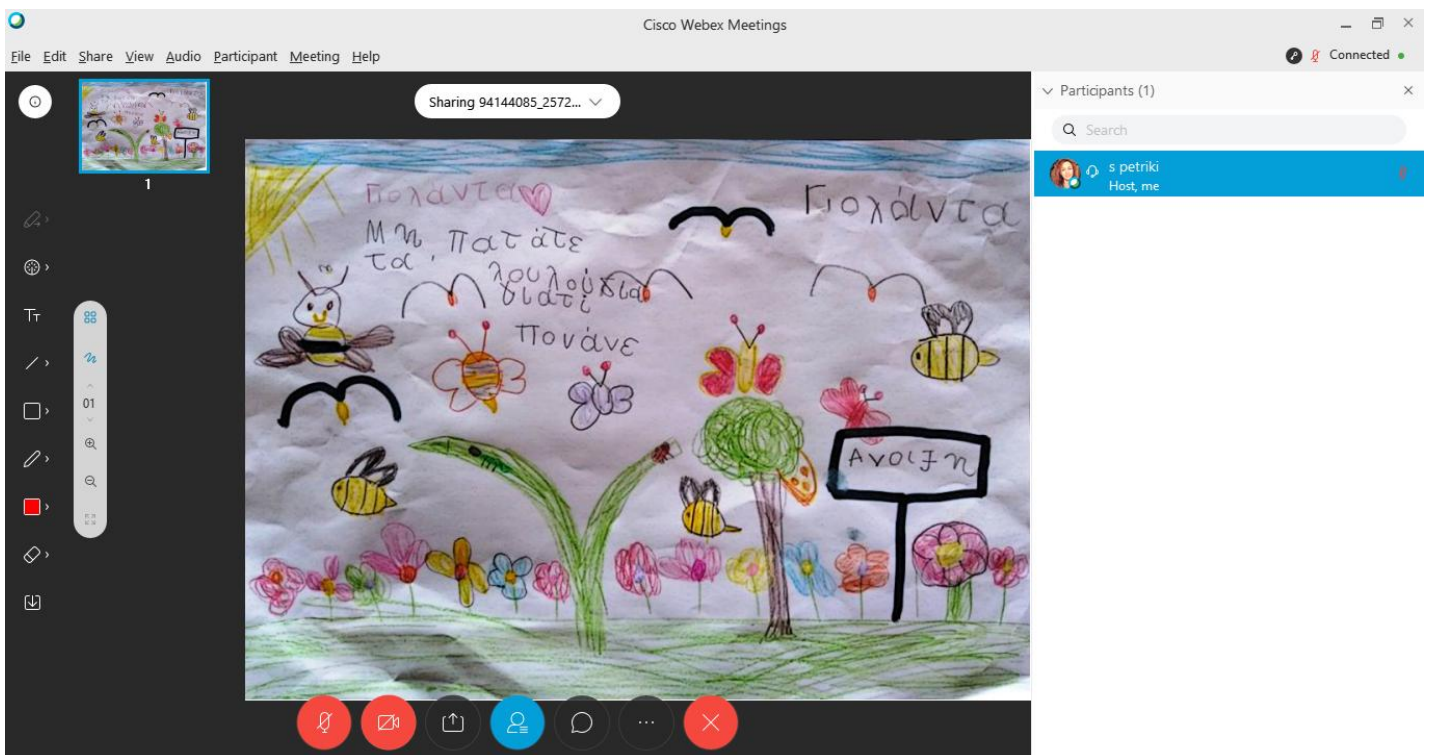 Cisco Webex Meetings
File Edit Share View Audio Participant Meeting Help
Connected
Sharing 94144085_2572...
Participants (1)
Search
s petriki
Host, me
1
Tт
01
Γιολάντα
Γιολάντα
Μη πατάτε
τα
λουλούδια
γιατί
Πονάνε
Ανοιξη